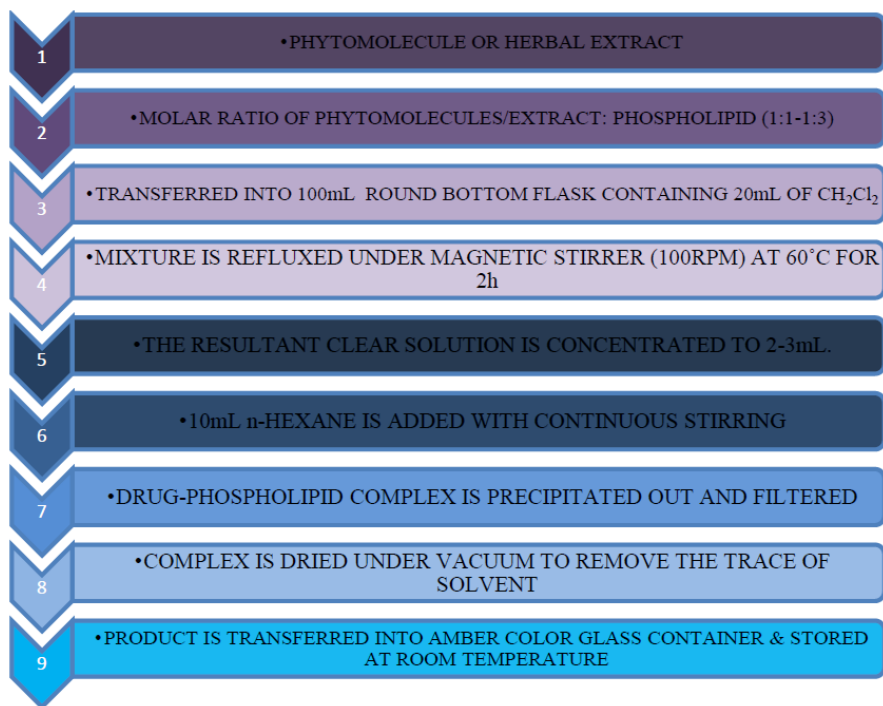 1
•PHYTOMOLECULE OR HERBAL EXTRACT
2
•MOLAR RATIO OF PHYTOMOLECULES/EXTRACT: PHOSPHOLIPID (1:1-1:3)
3
•TRANSFERRED INTO 100mL ROUND BOTTOM FLASK CONTAINING 20mL OF CH₂Cl₂
4
•MIXTURE IS REFLUXED UNDER MAGNETIC STIRRER (100RPM) AT 60˚C FOR
2h
5
•THE RESULTANT CLEAR SOLUTION IS CONCENTRATED TO 2-3mL.
6
•10mL n-HEXANE IS ADDED WITH CONTINUOUS STIRRING
7
•DRUG-PHOSPHOLIPID COMPLEX IS PRECIPITATED OUT AND FILTERED
8
•COMPLEX IS DRIED UNDER VACUUM TO REMOVE THE TRACE OF
SOLVENT
9
•PRODUCT IS TRANSFERRED INTO AMBER COLOR GLASS CONTAINER & STORED
AT ROOM TEMPERATURE